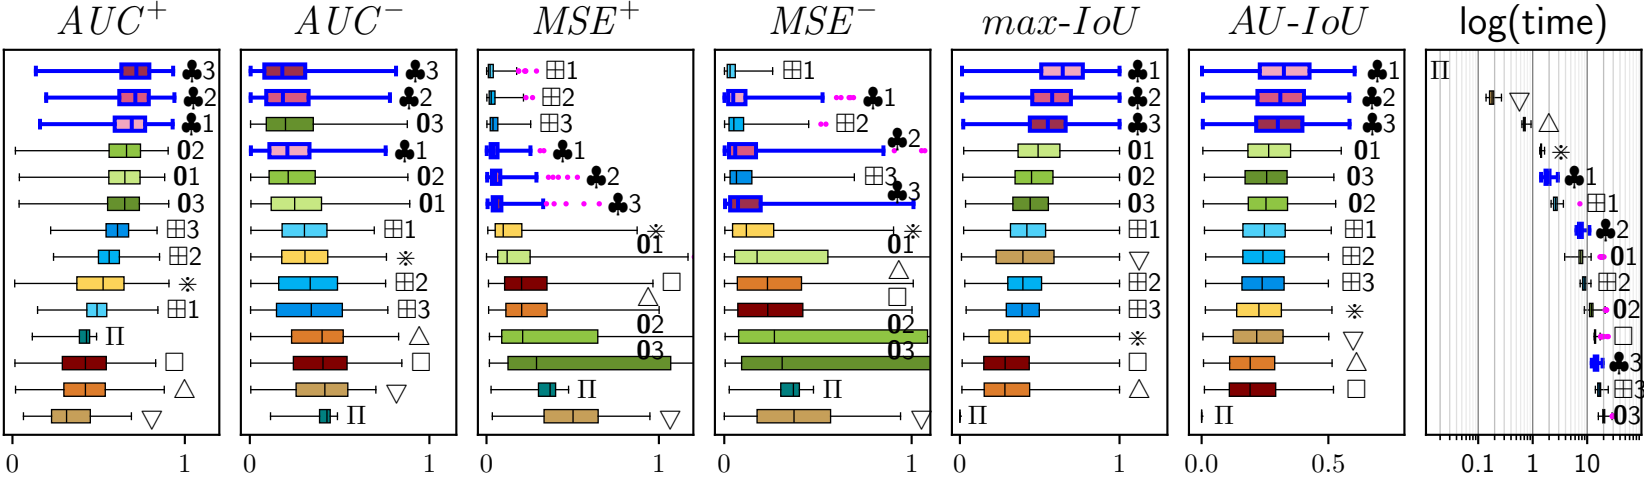 AUC⁺ AUC⁻ MSE⁺ MSE⁻ max-IoU AU-IoU log(time)
♣3 ♣3 ⊞1 ⊞1 ♣1 ♣1 Π
♣2 ♣2 ⊞2 ♣1 ♣2 ♣2 ▽
♣1 03 ⊞3 ⊞2 ♣3 ♣3 △
02 ♣1 ♣1 ♣2 01 01 ※
01 02 ♣2 ⊞3 02 03 ♣1
03 01 ♣3 ♣3 03 02 ⊞1
⊞3 ⊞1 ※ ※ ⊞1 ⊞1 ♣2
⊞2 ※ 01 01 ▽ ⊞2 01
※ ⊞2 □ △ ⊞2 ⊞3 ⊞2
⊞1 ⊞3 △ □ ⊞3 ※ 02
Π △ 02 02 ※ ▽ □
□ □ 03 03 □ △ ♣3
△ ▽ Π Π △ □ ⊞3
▽ Π ▽ ▽ Π Π 03
0 1 0 1 0 1 0 1 0 1 0.0 0.5 0.1 1 10